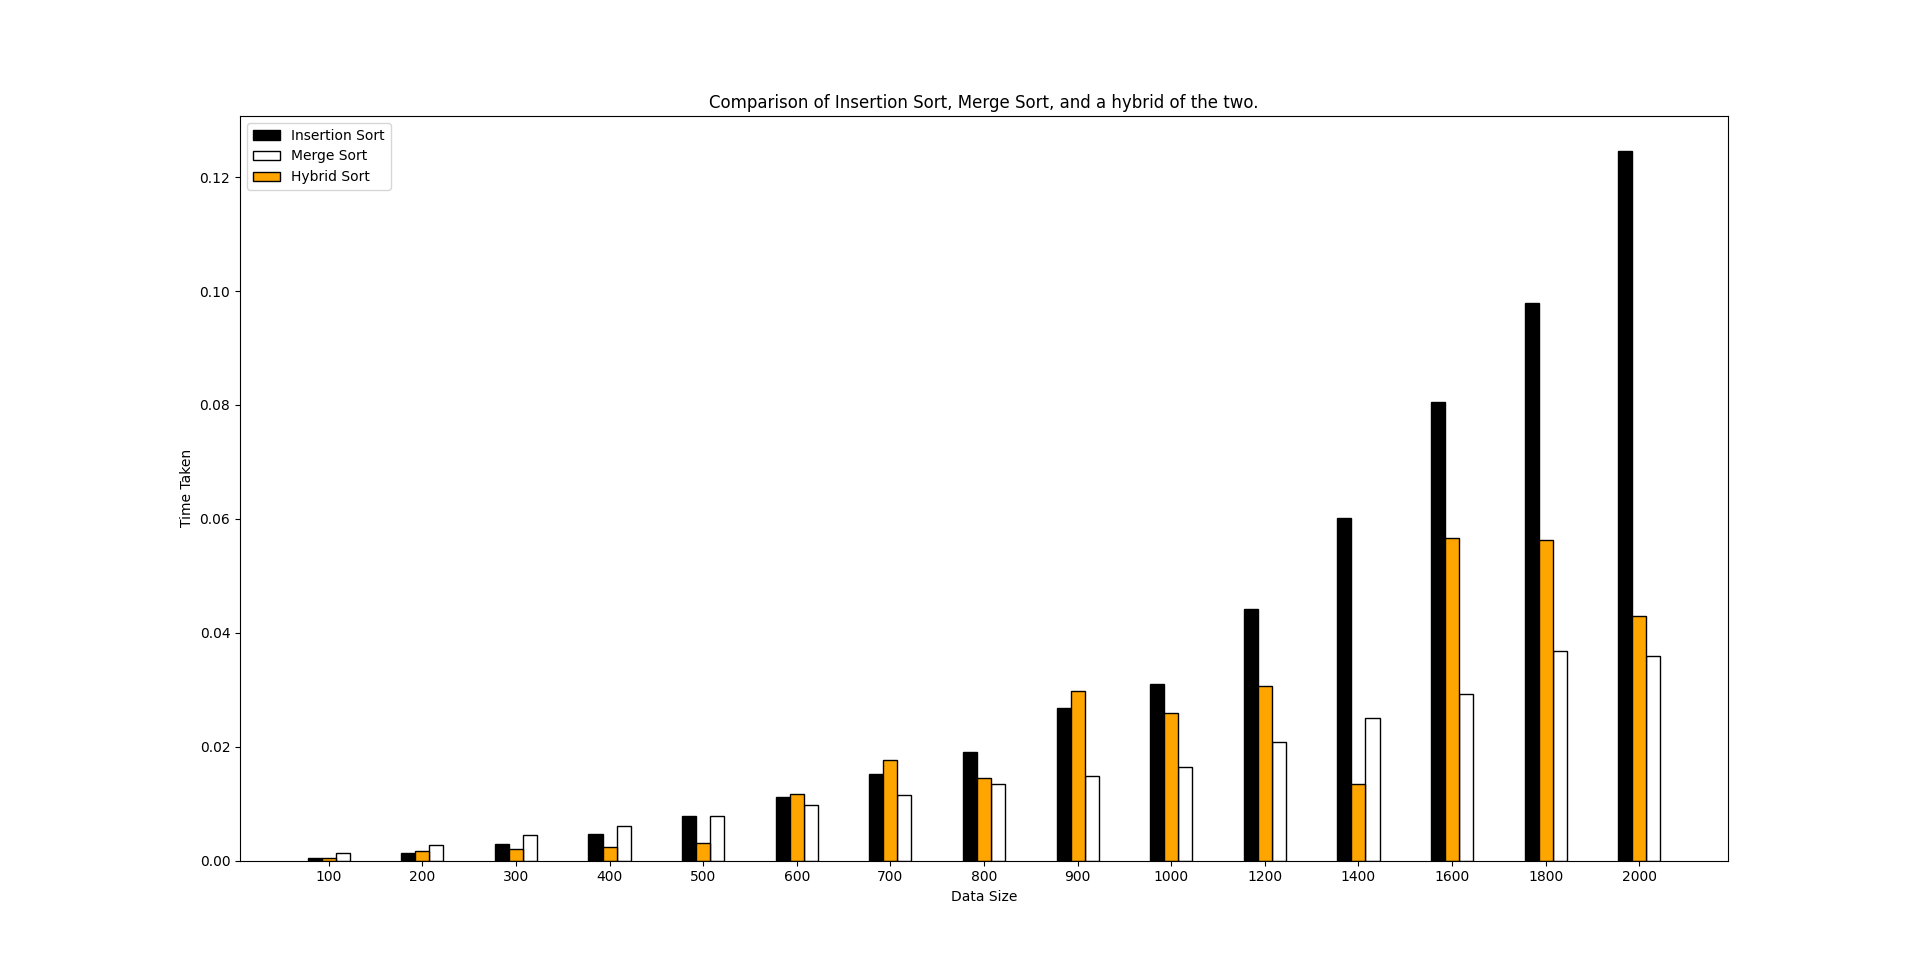 Comparison of Insertion Sort, Merge Sort, and a hybrid of the two.
Insertion Sort
Merge Sort
Hybrid Sort
0.12
0.10
0.08
0.06
0.04
0.02
0.00
Time Taken
100 200 300 400 500 600 700 800 900 1000 1200 1400 1600 1800 2000
Data Size